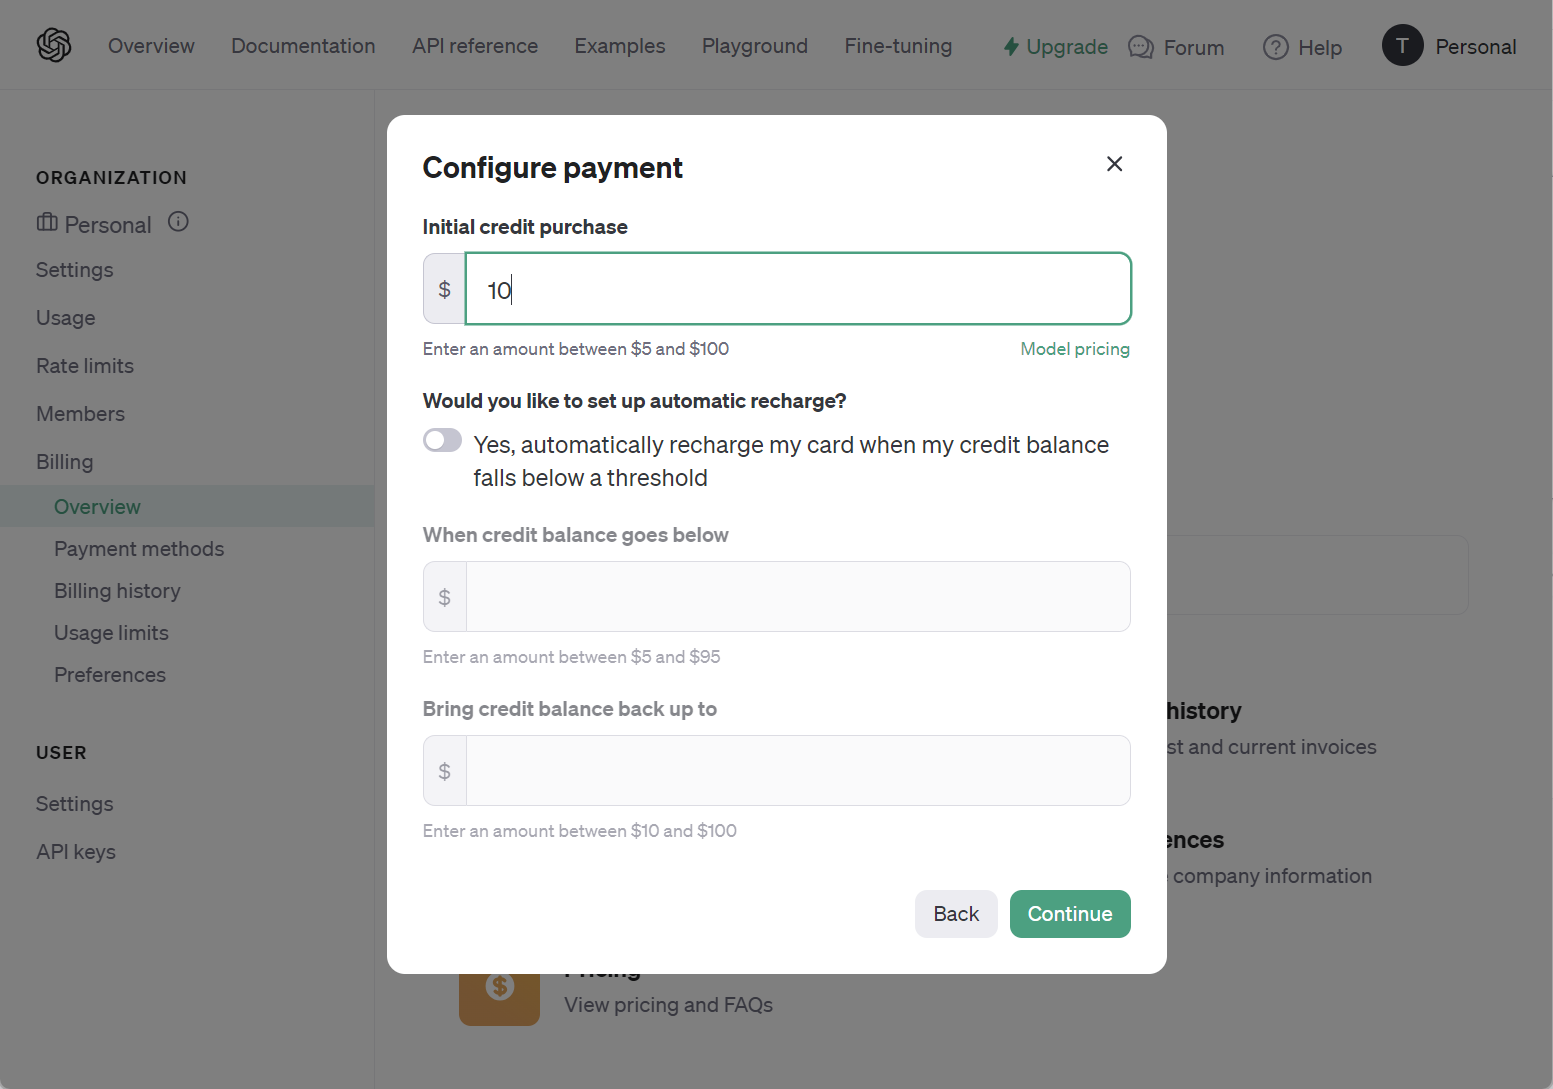 Overview Documentation API reference Examples Playground Fine-tuning Upgrade Forum Help T Personal
ORGANIZATION
Personal
Settings
Usage
Rate limits
Members
Billing
Overview
Payment methods
Billing history
Usage limits
Preferences
USER
Settings
API keys
Configure payment
Initial credit purchase
$ 10
Enter an amount between $5 and $100 Model pricing
Would you like to set up automatic recharge?
Yes, automatically recharge my card when my credit balance
falls below a threshold
When credit balance goes below
$
Enter an amount between $5 and $95
Bring credit balance back up to
$
Enter an amount between $10 and $100
Back Continue
history
st and current invoices
ences
company information
$
Pricing
View pricing and FAQs